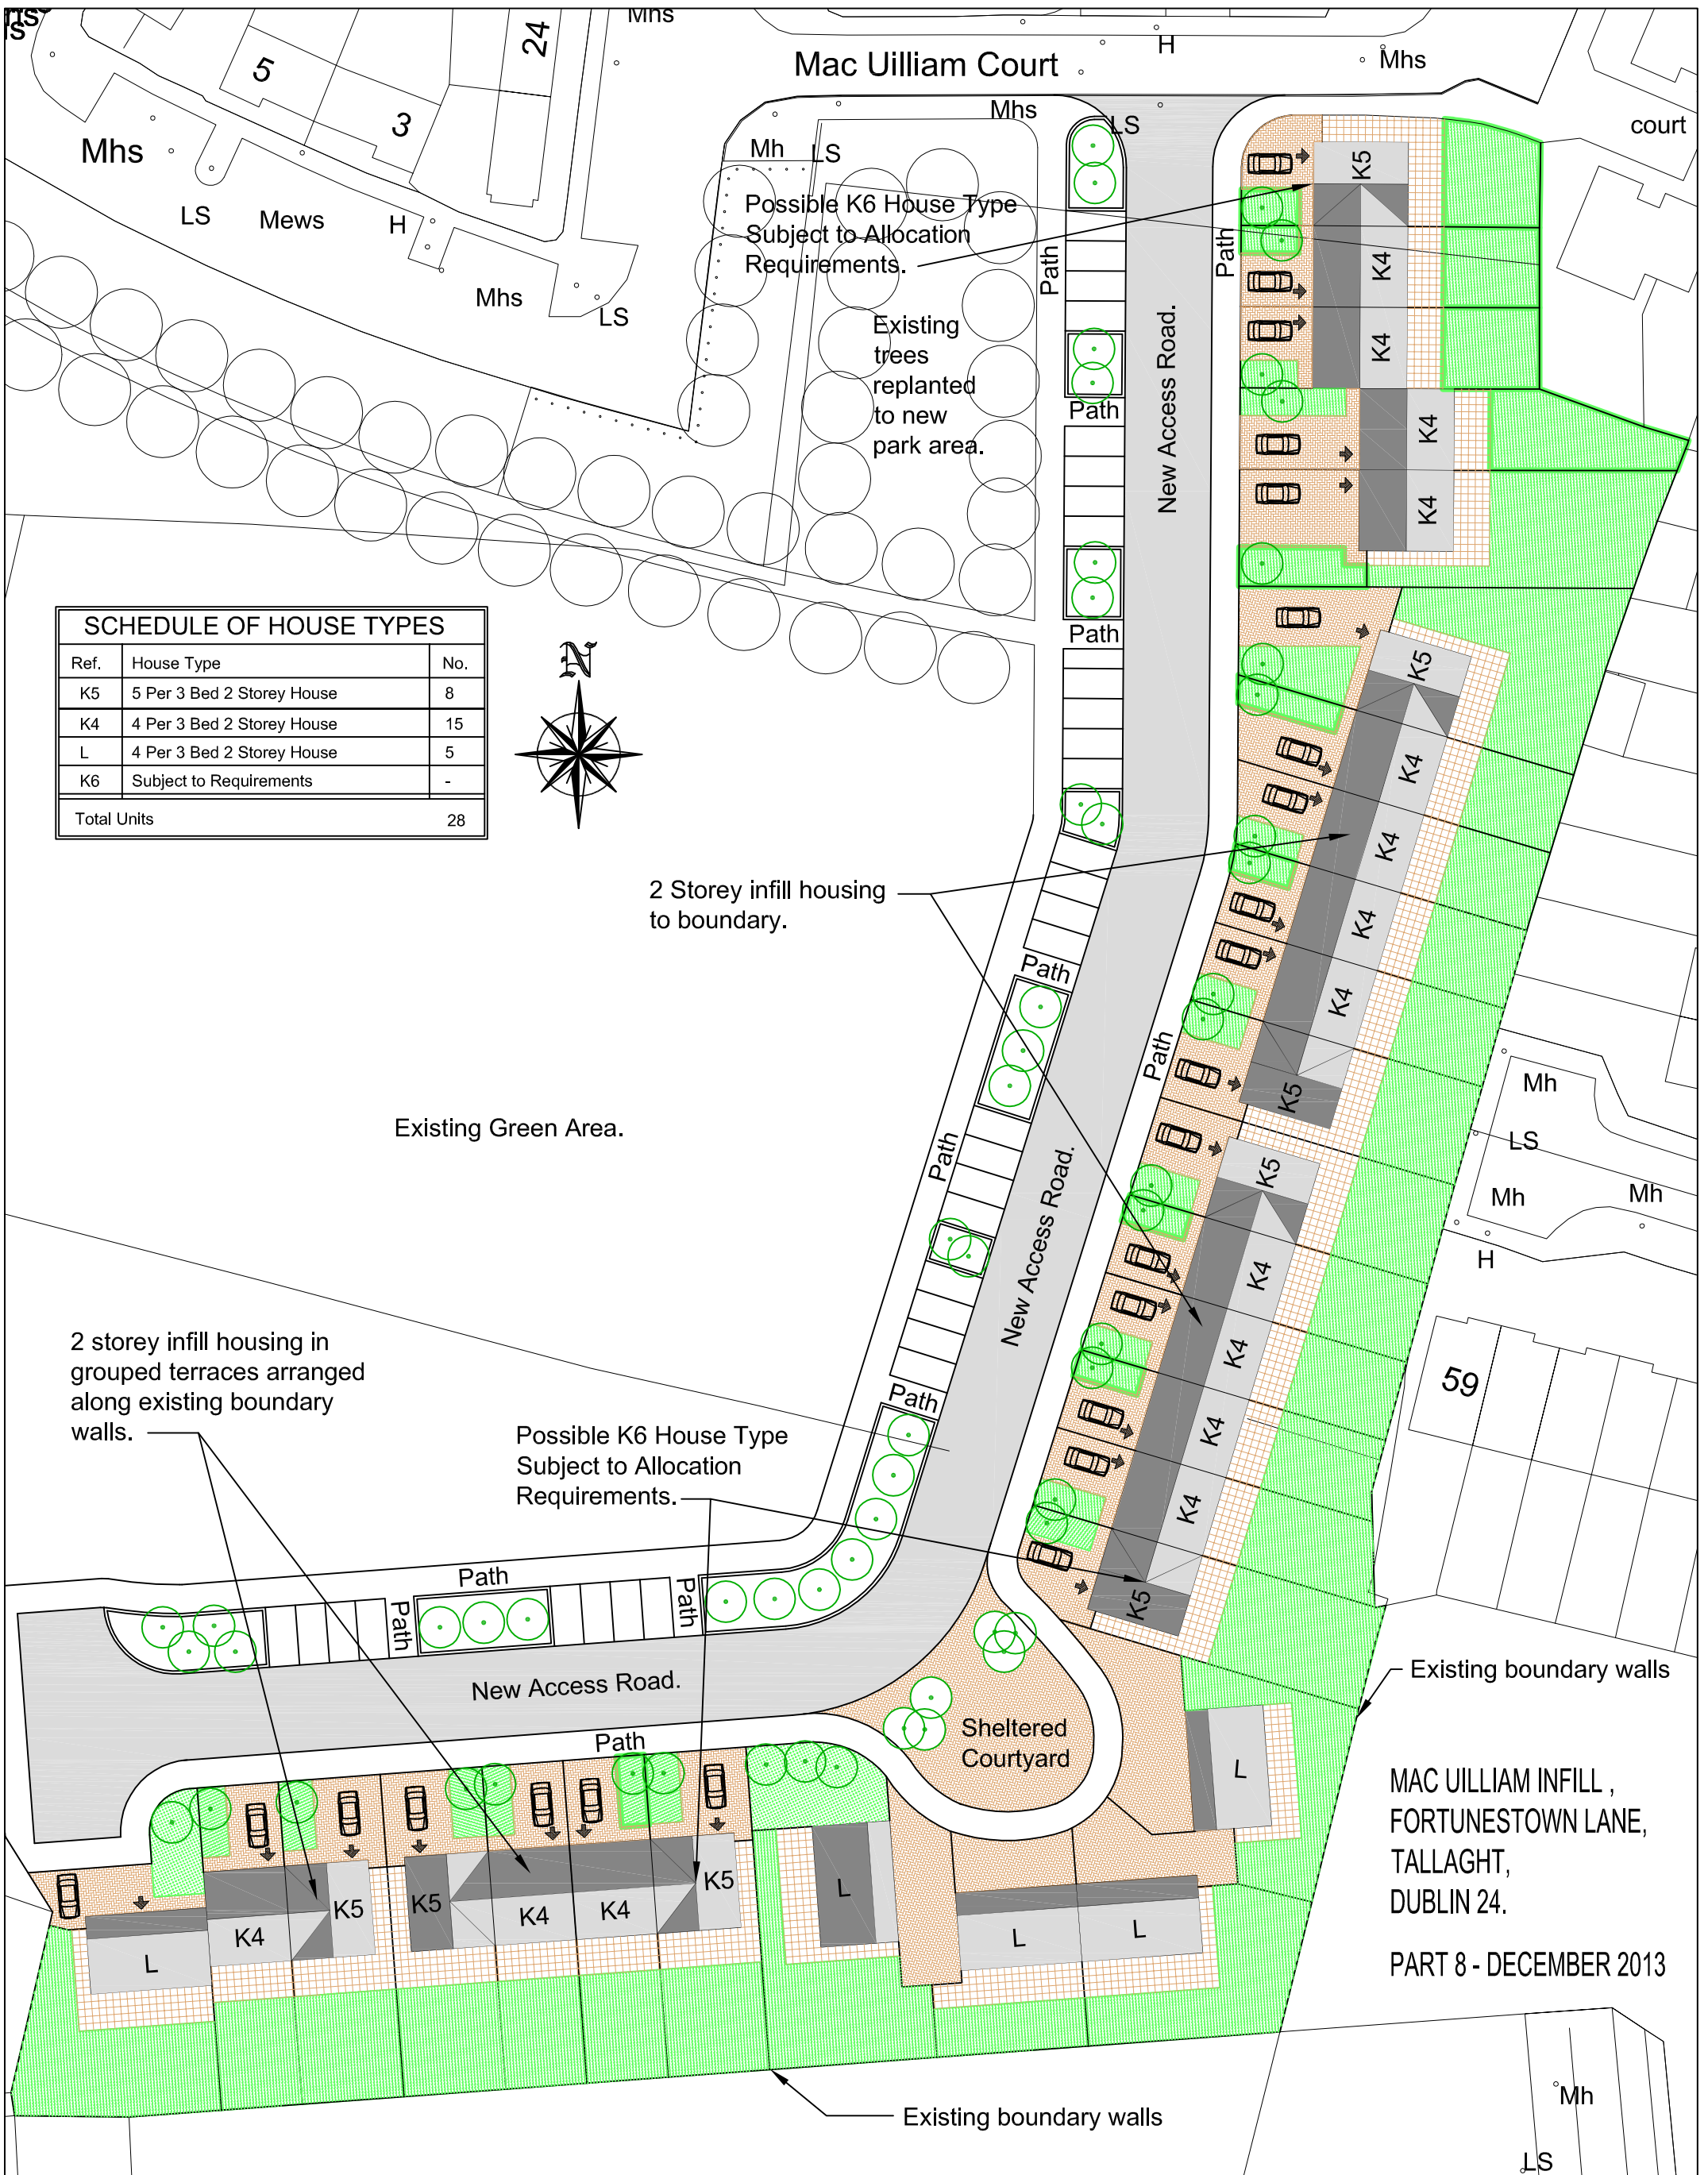 Mhs
24
5
3
Mac Uilliam Court
H
Mhs
Mhs
LS
court
Mhs
Mh
LS
LS
Mews
H
Mhs
LS
Possible K6 House Type
Subject to Allocation
Requirements.
Path
Path
K5
K4
K4
Existing
trees
replanted
to new
park area.
New Access Road.
Path
K4
K4
Path
SCHEDULE OF HOUSE TYPES
Ref. House Type No.
K5 5 Per 3 Bed 2 Storey House 8
K4 4 Per 3 Bed 2 Storey House 15
L 4 Per 3 Bed 2 Storey House 5
K6 Subject to Requirements -
Total Units 28
N
K5
K4
K4
K4
K4
K5
2 Storey infill housing
to boundary.
Path
Path
Mh
LS
Mh
Mh
H
Existing Green Area.
Path
New Access Road.
K5
K4
K4
K4
K4
K5
59
2 storey infill housing in
grouped terraces arranged
along existing boundary
walls.
Path
Possible K6 House Type
Subject to Allocation
Requirements.
Path
Path
Path
New Access Road.
Path
Sheltered
Courtyard
Existing boundary walls
L
K4
K5
K5
K4
K4
K5
L
L
L
L
MAC UILLIAM INFILL ,
FORTUNESTOWN LANE,
TALLAGHT,
DUBLIN 24.
PART 8 - DECEMBER 2013
Existing boundary walls
Mh
LS